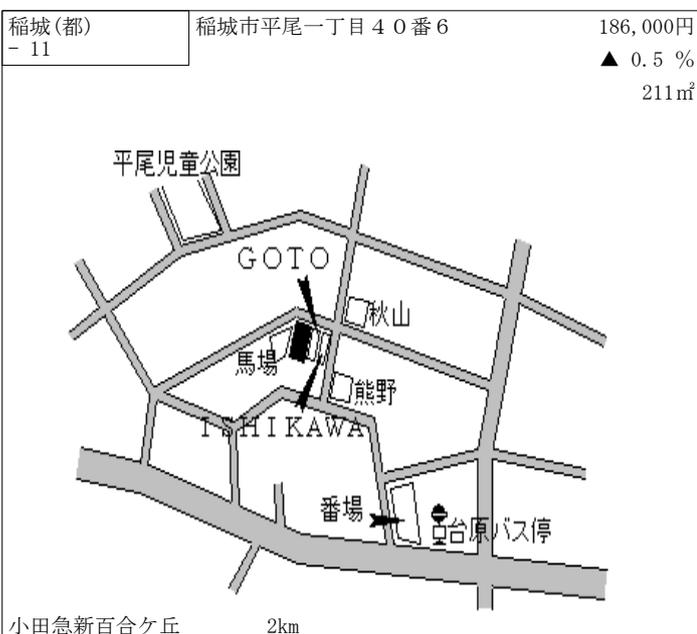 稲城(都)
- 11
稲城市平尾一丁目４０番６
186,000円
▲ 0.5 %
211㎡
平尾児童公園
ＧＯＴＯ
秋山
馬場
熊野
ＩＳＨＩＫＡＷＡ
番場
台原バス停
小田急新百合ケ丘 2km